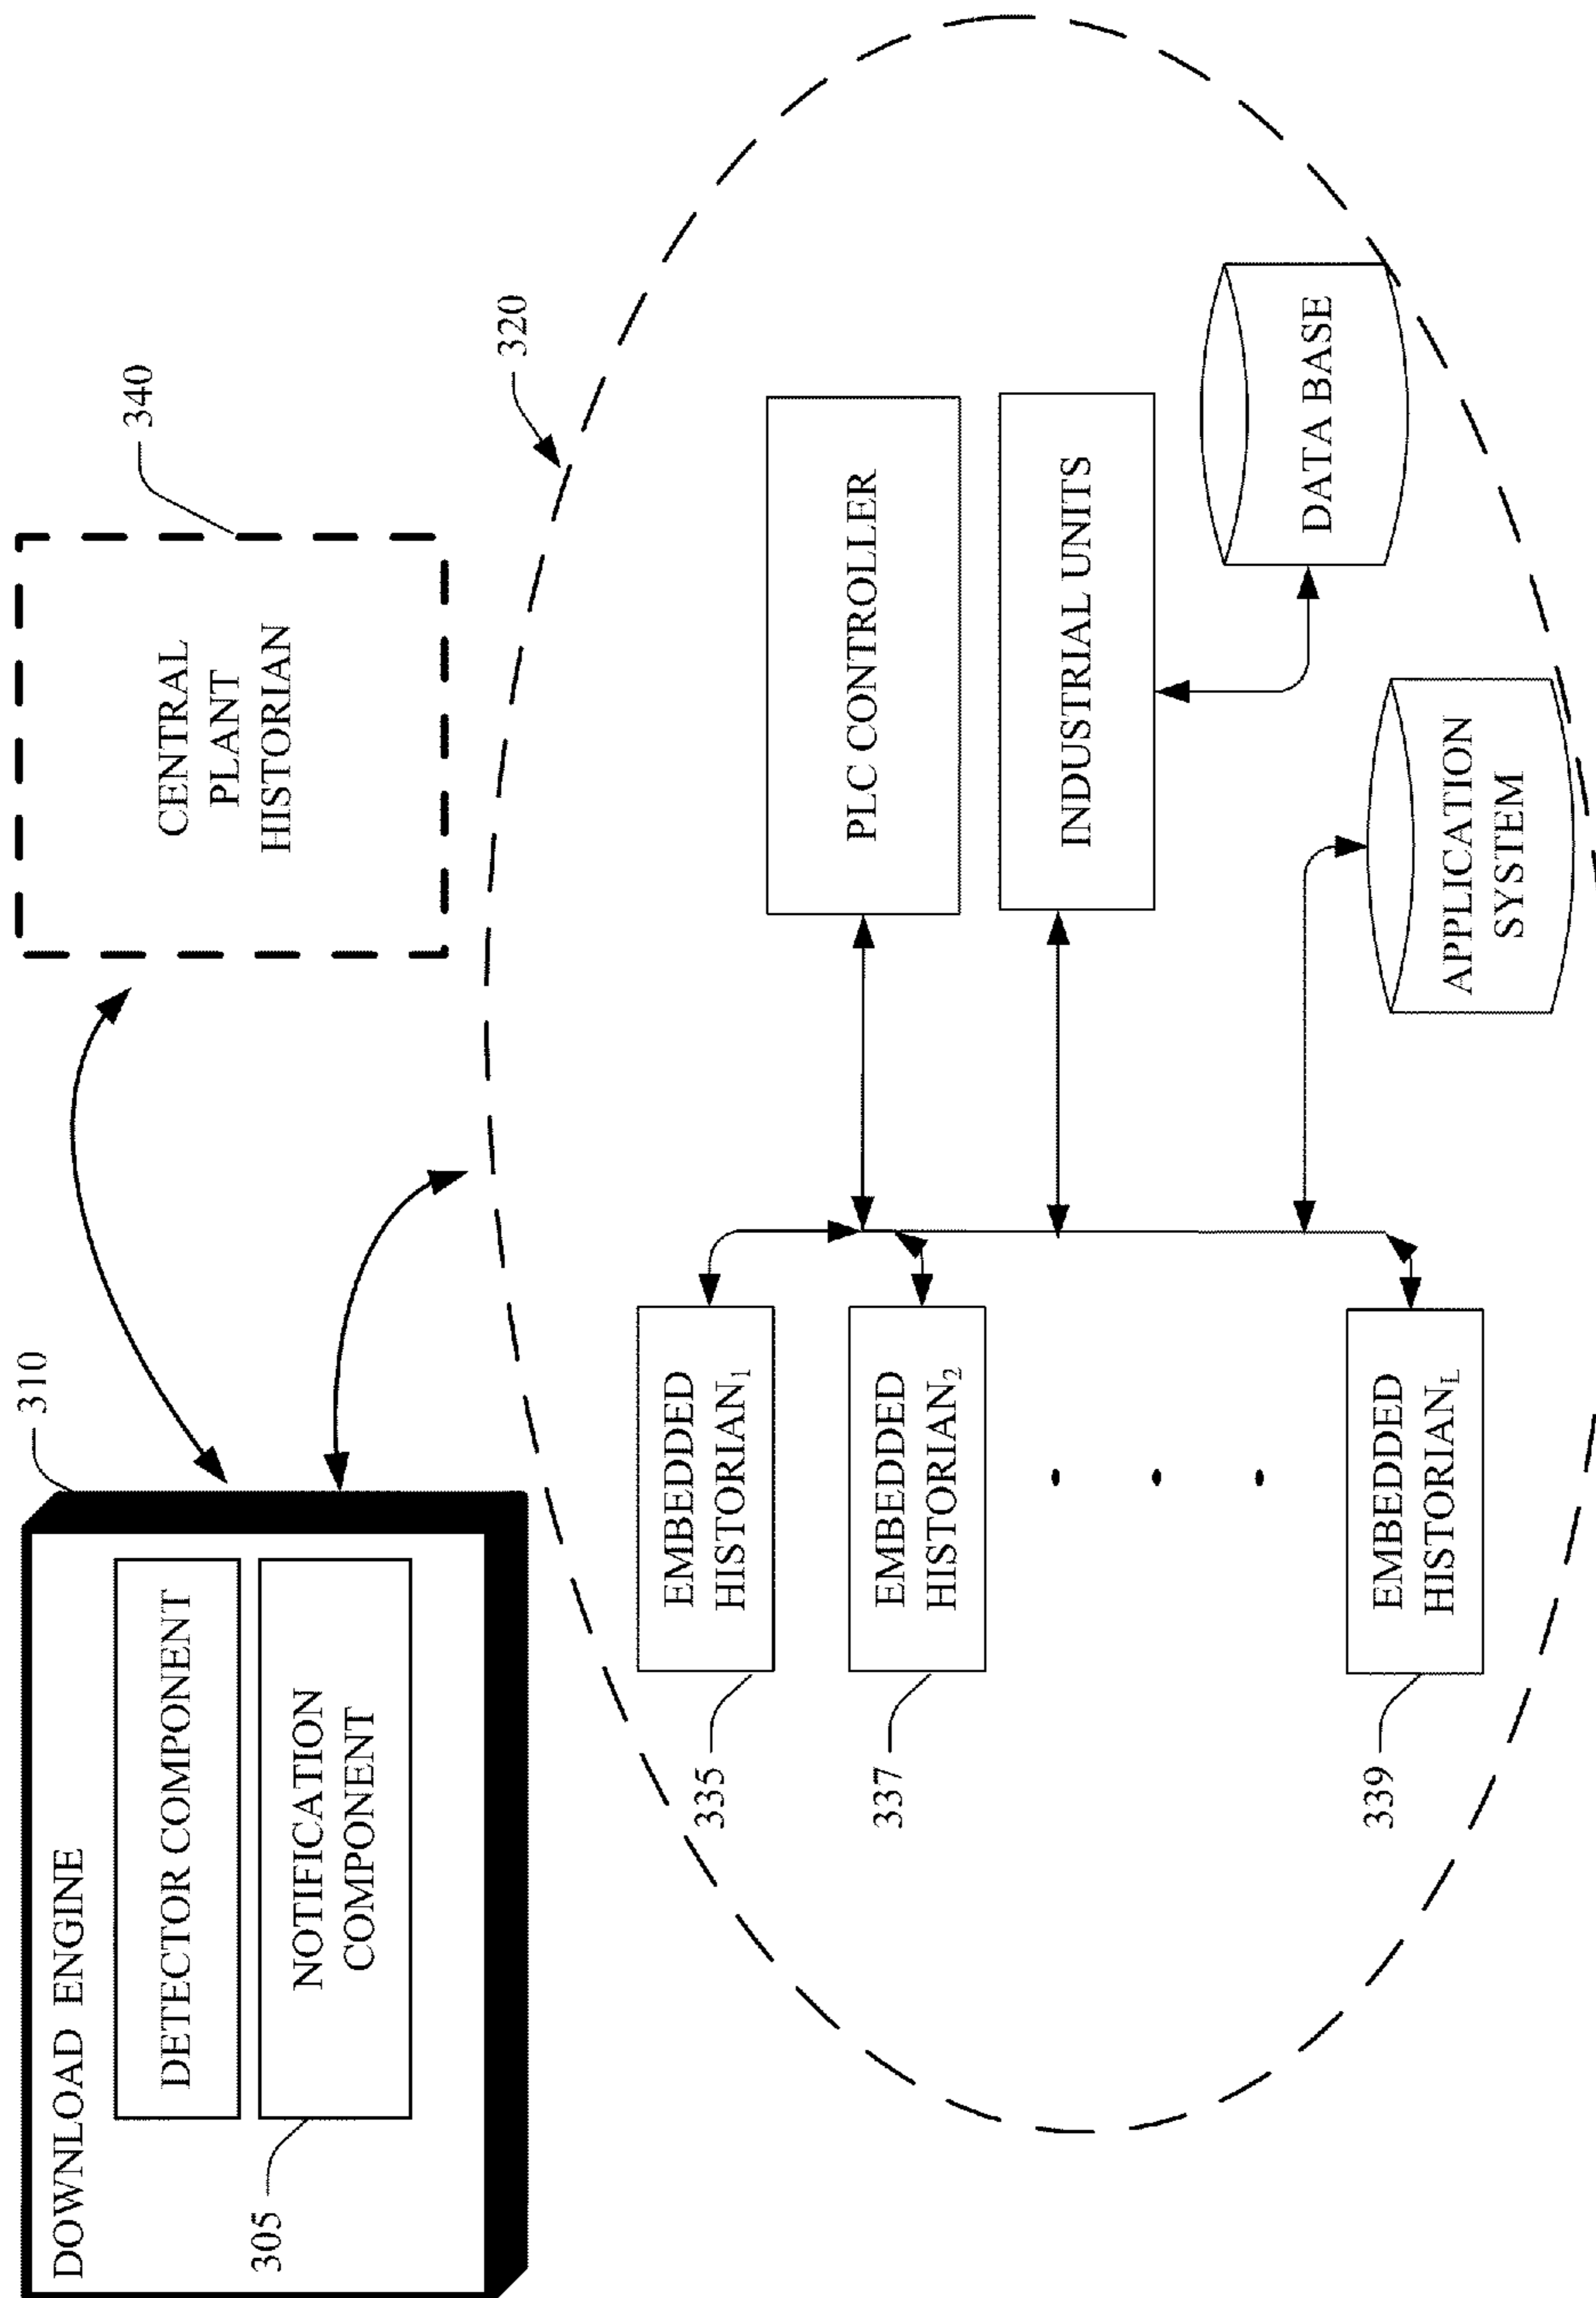 DOWNLOAD ENGINE
310
DETECTOR COMPONENT
NOTIFICATION
COMPONENT
305
CENTRAL
PLANT
HISTORIAN
340
320
EMBEDDED
HISTORIAN₁
335
EMBEDDED
HISTORIAN₂
337
EMBEDDED
HISTORIAN_L
339
PLC CONTROLLER
INDUSTRIAL UNITS
DATA BASE
APPLICATION
SYSTEM